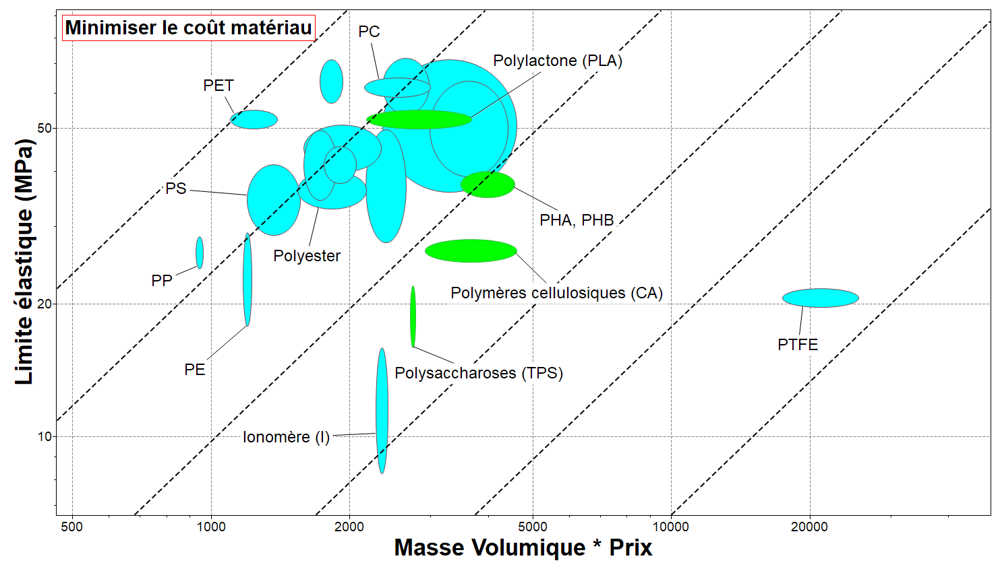 Minimiser le coût matériau
PC
Polylactone (PLA)
PET
50
PS
PHA, PHB
Polyester
PP
Polymères cellulosiques (CA)
20
PTFE
PE
Polysaccharoses (TPS)
Ionomère (I)
10
Limite élastique (MPa)
500
1000
2000
5000
10000
20000
Masse Volumique * Prix